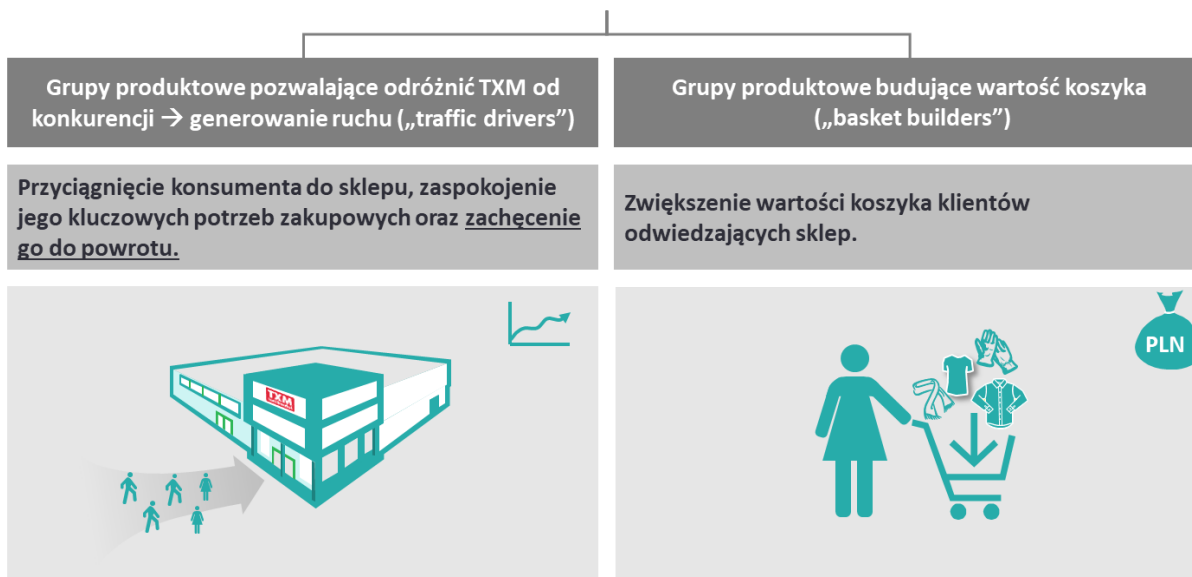 Grupy produktowe pozwalające odróżnić TXM od
konkurencji → generowanie ruchu („traffic drivers”)
Grupy produktowe budujące wartość koszyka
(„basket builders”)
Przyciągnięcie konsumenta do sklepu, zaspokojenie
jego kluczowych potrzeb zakupowych oraz zachęcenie
go do powrotu.
Zwiększenie wartości koszyka klientów
odwiedzających sklep.
TXM
PLN